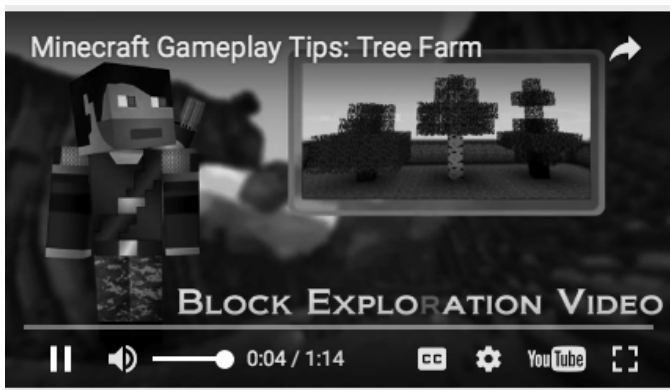 Minecraft Gameplay Tips: Tree Farm
BLOCK EXPLORATION VIDEO
0:04 / 1:14 CC YouTube